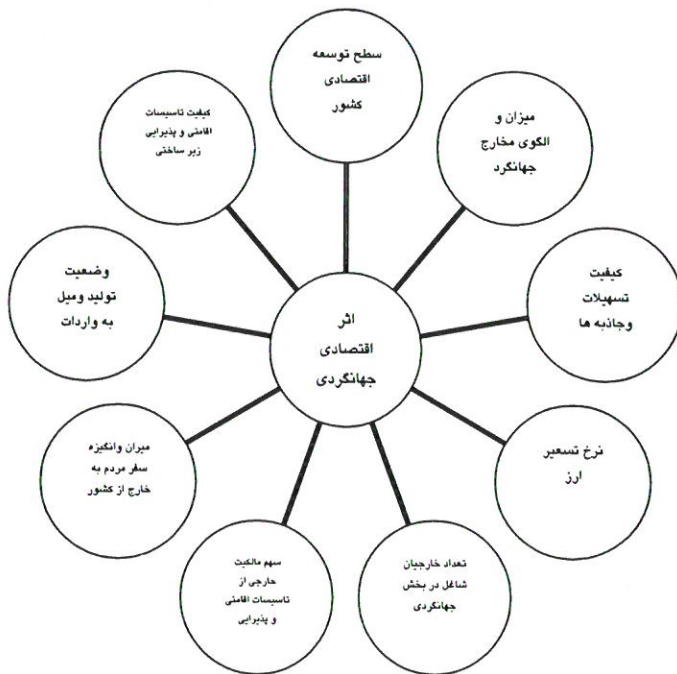 سطح توسعه
اقتصادی
کشور
میزان و
الگوی مخارج
جهانگرد
کیفیت
تسهیلات
وجاذبه ها
نرخ تسعیر
ارز
تعداد خارجیان
شاغل در بخش
جهانگردی
سهم مالکیت
خارجی از
تاسیسات اقامتی
و پذیرایی
میزان وانگیزه
سفر مردم به
خارج از کشور
وضعیت
تولید ومیل
به واردات
کیفیت تاسیسات
اقامتی و پذیرایی
زیر ساختی
اثر
اقتصادی
جهانگردی